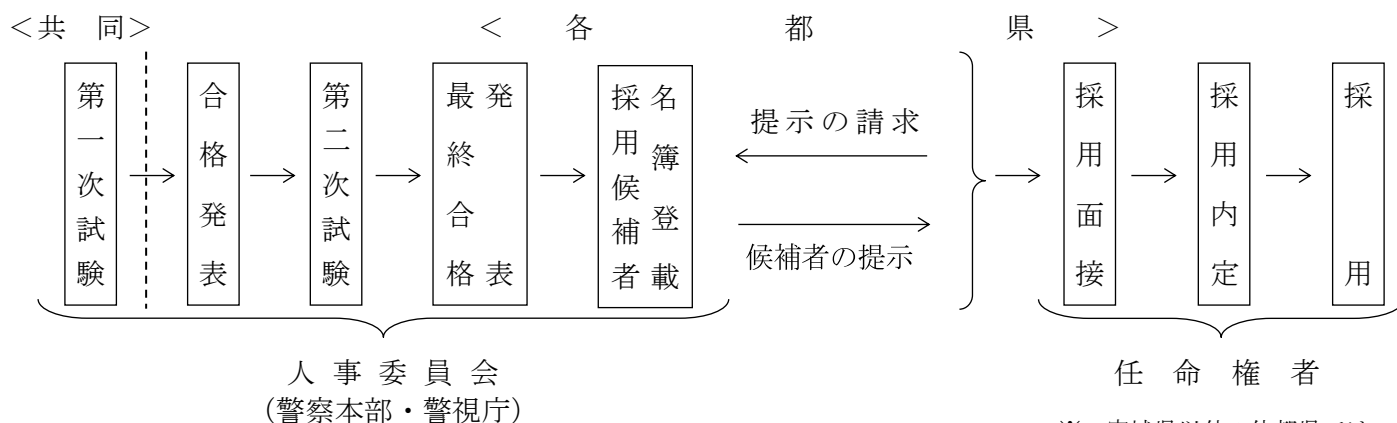 <共 同> < 各 都 県 >
第一次試験
合格発表
第二次試験
最終合格
発表
採用候補者
名簿登載
提示の請求
候補者の提示
採用面接
採用内定
採用
人事委員会
(警察本部・警視庁)
任命権者